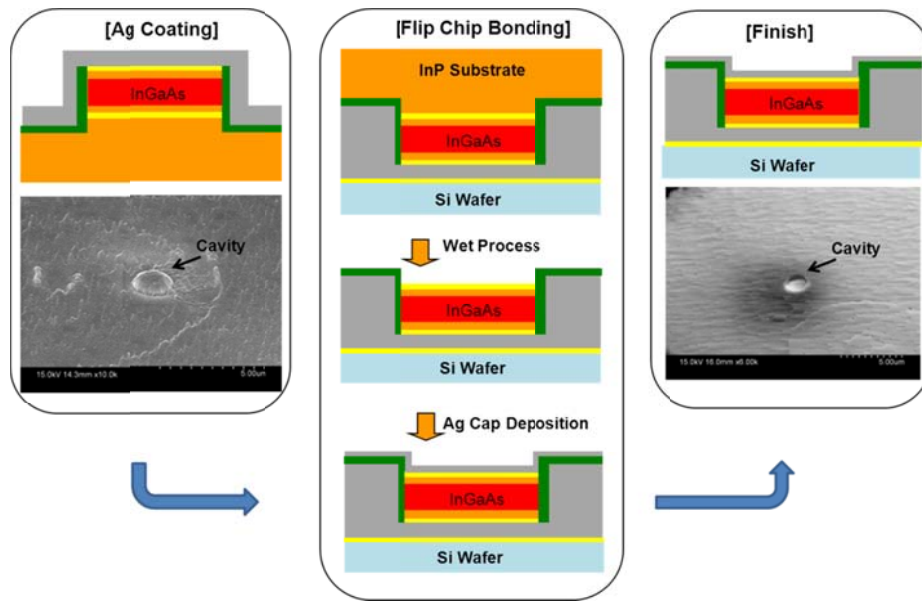 [Ag Coating]
InGaAs
Cavity
15.0kV 14.3mm x10.0k
5.00um
[Flip Chip Bonding]
InP Substrate
InGaAs
Si Wafer
Wet Process
InGaAs
Si Wafer
Ag Cap Deposition
InGaAs
Si Wafer
[Finish]
InGaAs
Si Wafer
Cavity
15.0kV 16.0mm x6.00k
5.00um